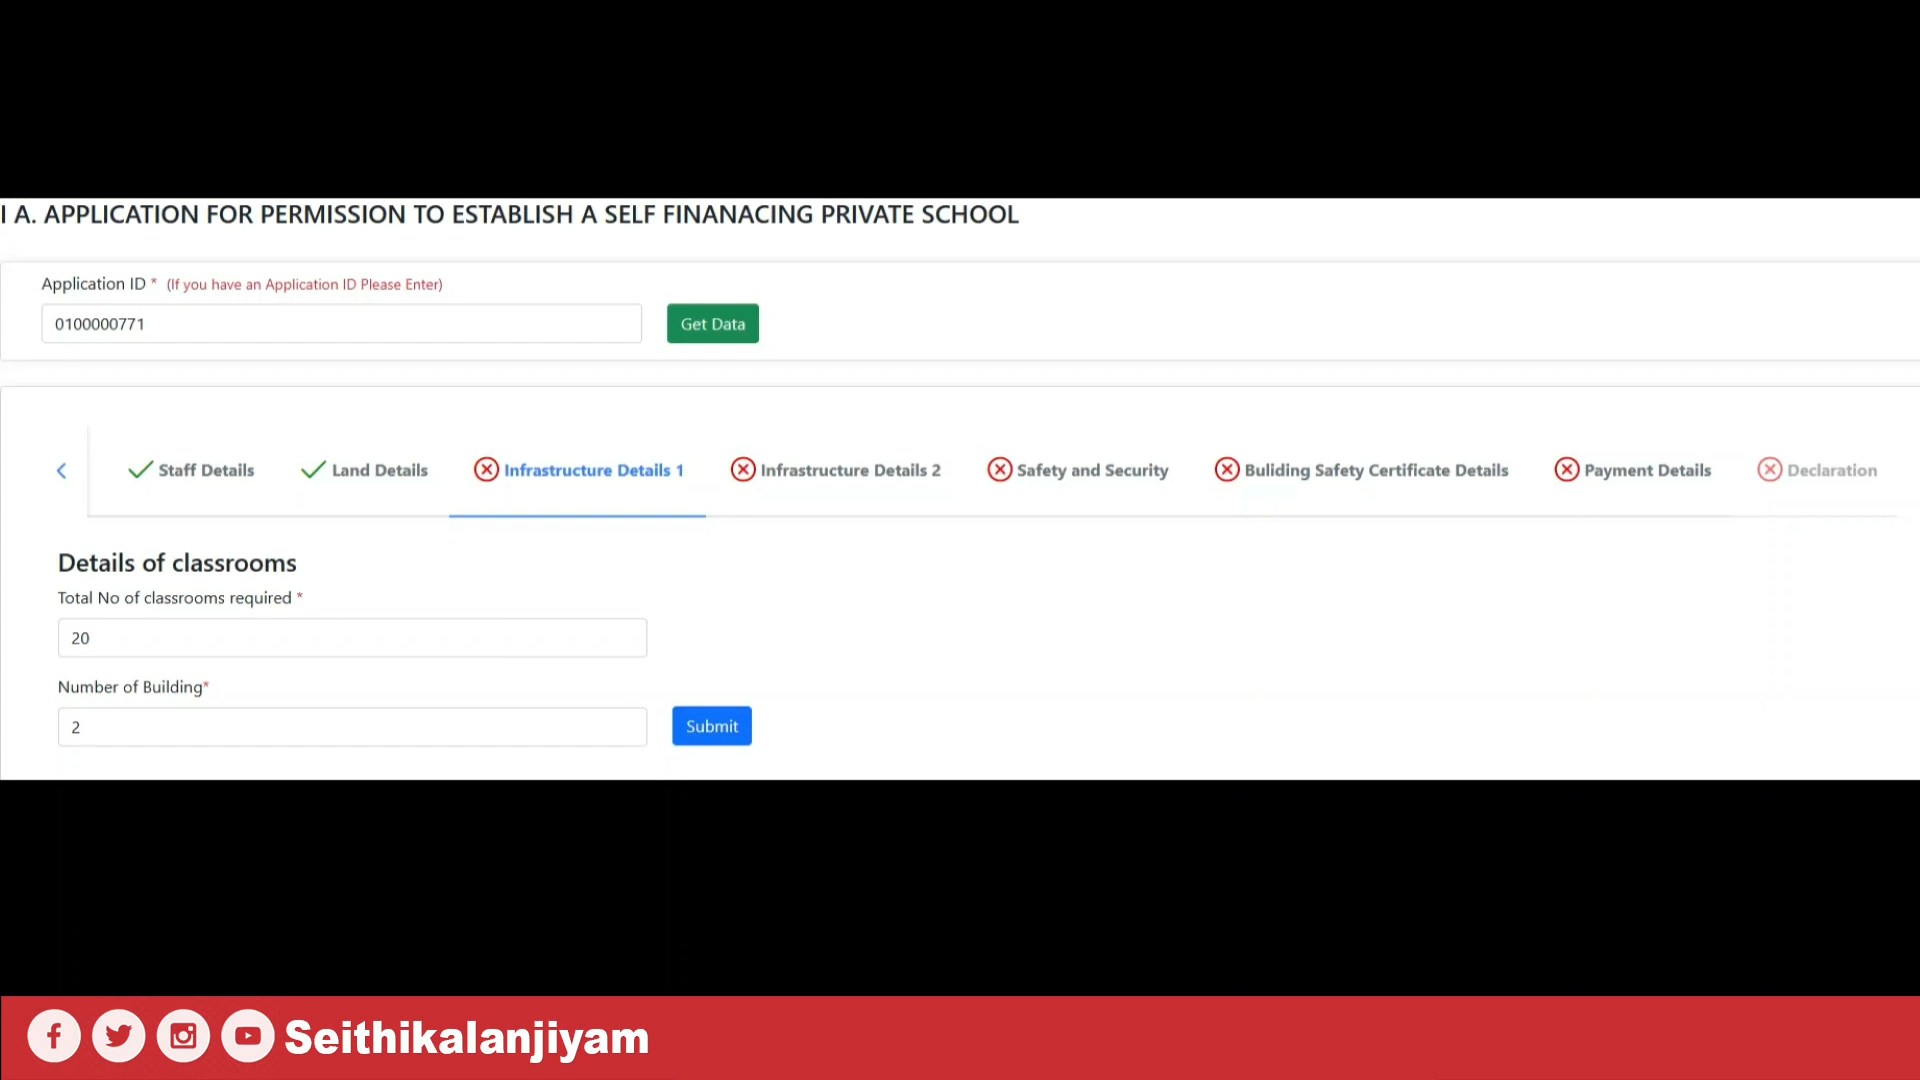 I A. APPLICATION FOR PERMISSION TO ESTABLISH A SELF FINANACING PRIVATE SCHOOL
Application ID * (If you have an Application ID Please Enter)
0100000771 Get Data
Staff Details Land Details Infrastructure Details 1 Infrastructure Details 2 Safety and Security Buliding Safety Certificate Details Payment Details Declaration
Details of classrooms
Total No of classrooms required *
20
Number of Building*
2 Submit
Seithikalanjiyam